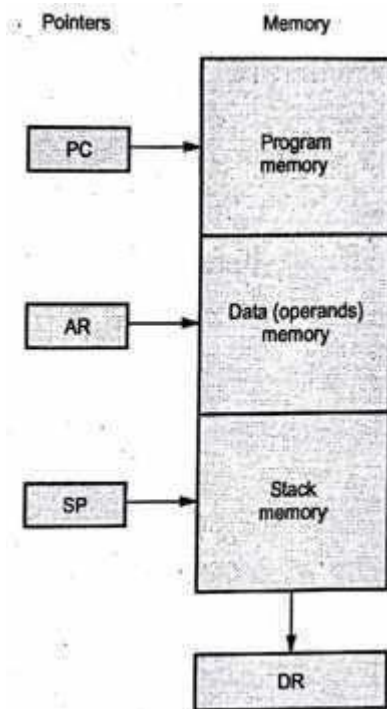 Pointers
Memory
PC
Program
memory
AR
Data (operands)
memory
SP
Stack
memory
DR